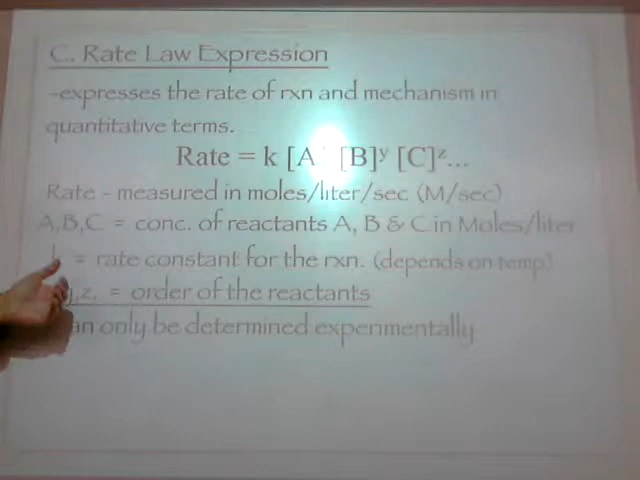 C. Rate Law Expression
-expresses the rate of rxn and mechanism in
quantitative terms.
Rate = k [A [B]ʸ [C]ᶻ...
Rate - measured in moles/liter/sec (M/sec)
A,B,C = conc. of reactants A, B & C in Moles/liter
= rate constant for the rxn. (depends on temp)
,z, = order of the reactants
an only be determined experimentally